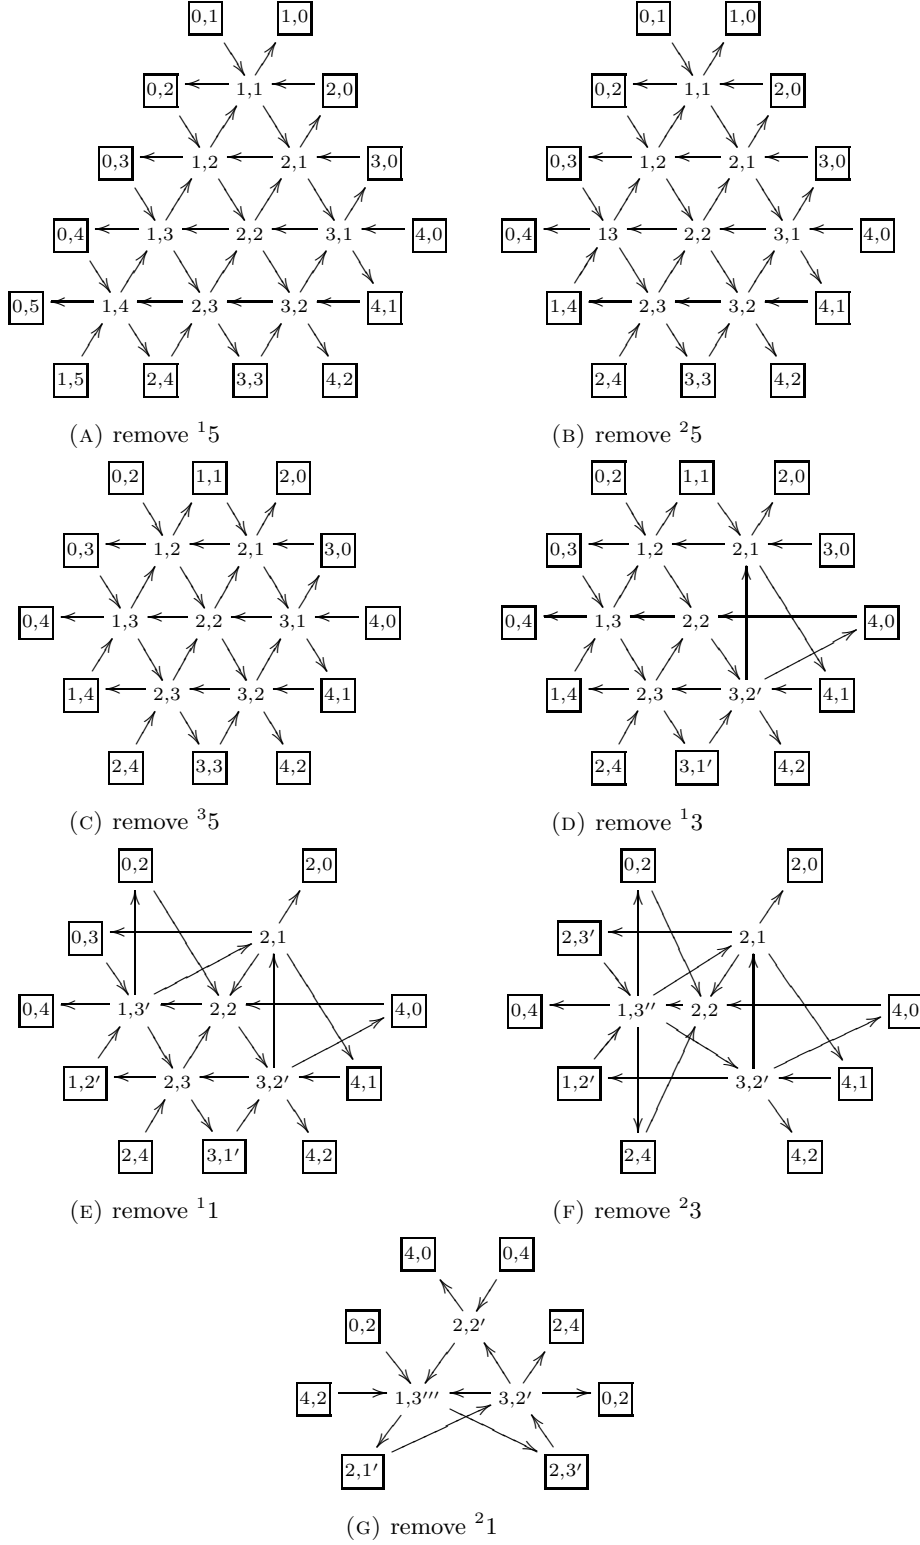 0,1 1,0
0,2 1,1 2,0
0,3 1,2 2,1 3,0
0,4 1,3 2,2 3,1 4,0
0,5 1,4 2,3 3,2 4,1
1,5 2,4 3,3 4,2
(A) remove ¹5
0,1 1,0
0,2 1,1 2,0
0,3 1,2 2,1 3,0
0,4 13 2,2 3,1 4,0
1,4 2,3 3,2 4,1
2,4 3,3 4,2
(B) remove ²5
0,2 1,1 2,0
0,3 1,2 2,1 3,0
0,4 1,3 2,2 3,1 4,0
1,4 2,3 3,2 4,1
2,4 3,3 4,2
(C) remove ³5
0,2 1,1 2,0
0,3 1,2 2,1 3,0
0,4 1,3 2,2 4,0
1,4 2,3 3,2′ 4,1
2,4 3,1′ 4,2
(D) remove ¹3
0,2 2,0
0,3 2,1
0,4 1,3′ 2,2 4,0
1,2′ 2,3 3,2′ 4,1
2,4 3,1′ 4,2
(E) remove ¹1
0,2 2,0
2,3′ 2,1
0,4 1,3′′ 2,2 4,0
1,2′ 3,2′ 4,1
2,4 4,2
(F) remove ²3
4,0 0,4
0,2 2,2′ 2,4
4,2 1,3′′′ 3,2′ 0,2
2,1′ 2,3′
(G) remove ²1